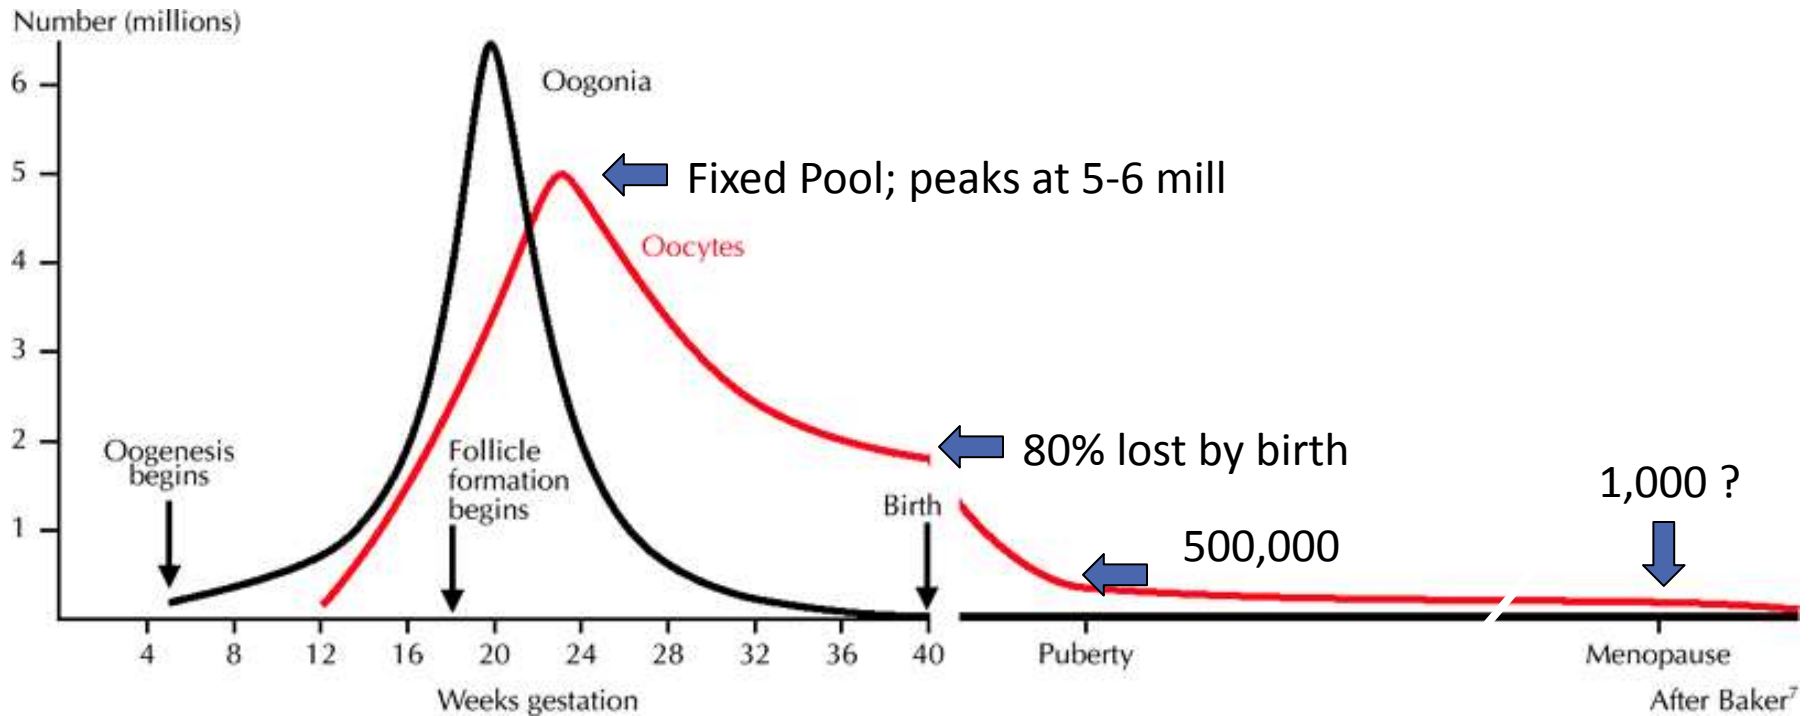 Number (millions)
6
5
4
3
2
1
Oogonia
Fixed Pool; peaks at 5-6 mill
Oocytes
Oogenesis
begins
Follicle
formation
begins
80% lost by birth
Birth
500,000
1,000 ?
4 8 12 16 20 24 28 32 36 40 Puberty Menopause
Weeks gestation
After Baker⁷